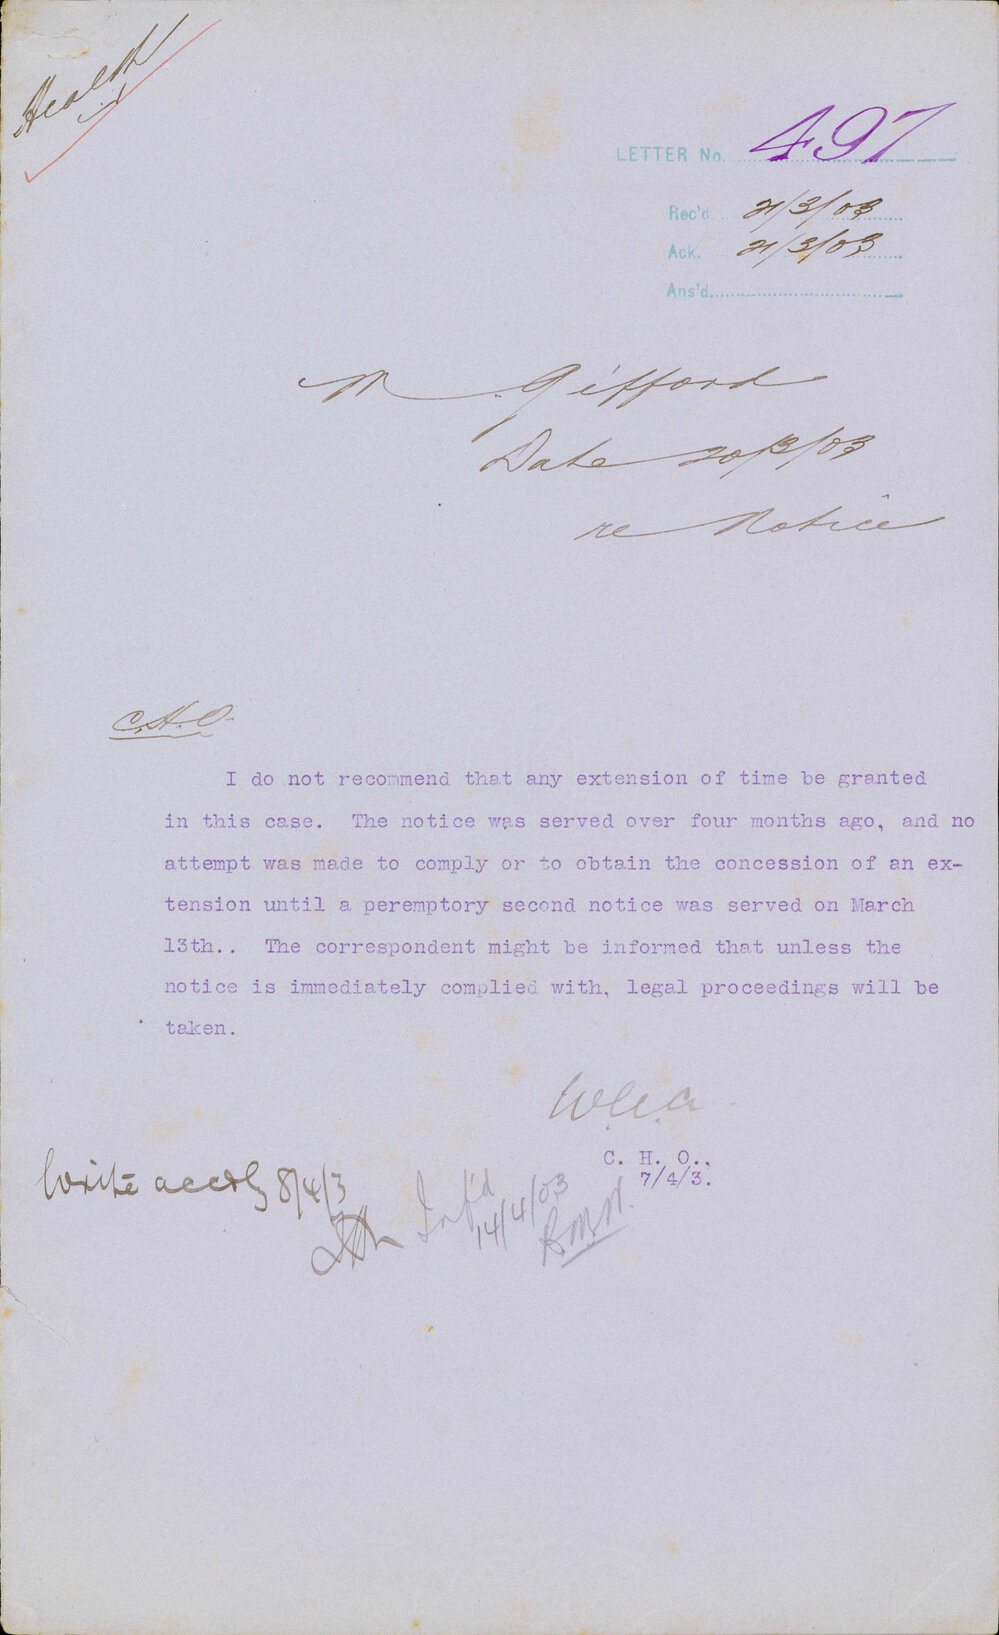 Health
LETTER No. 497
Rec'd 21/3/03
Ack. 21/3/03
Ans'd.
M Gifford
Date 20/3/03
re Notice
C.H.O.
I do not recommend that any extension of time be granted
in this case. The notice was served over four months ago, and no
attempt was made to comply or to obtain the concession of an ex-
tension until a peremptory second notice was served on March
13th.. The correspondent might be informed that unless the
notice is immediately complied with, legal proceedings will be
taken.
C. H. O.,
7/4/3.
Write accdly 8/4/3
Inf'd
14/4/03